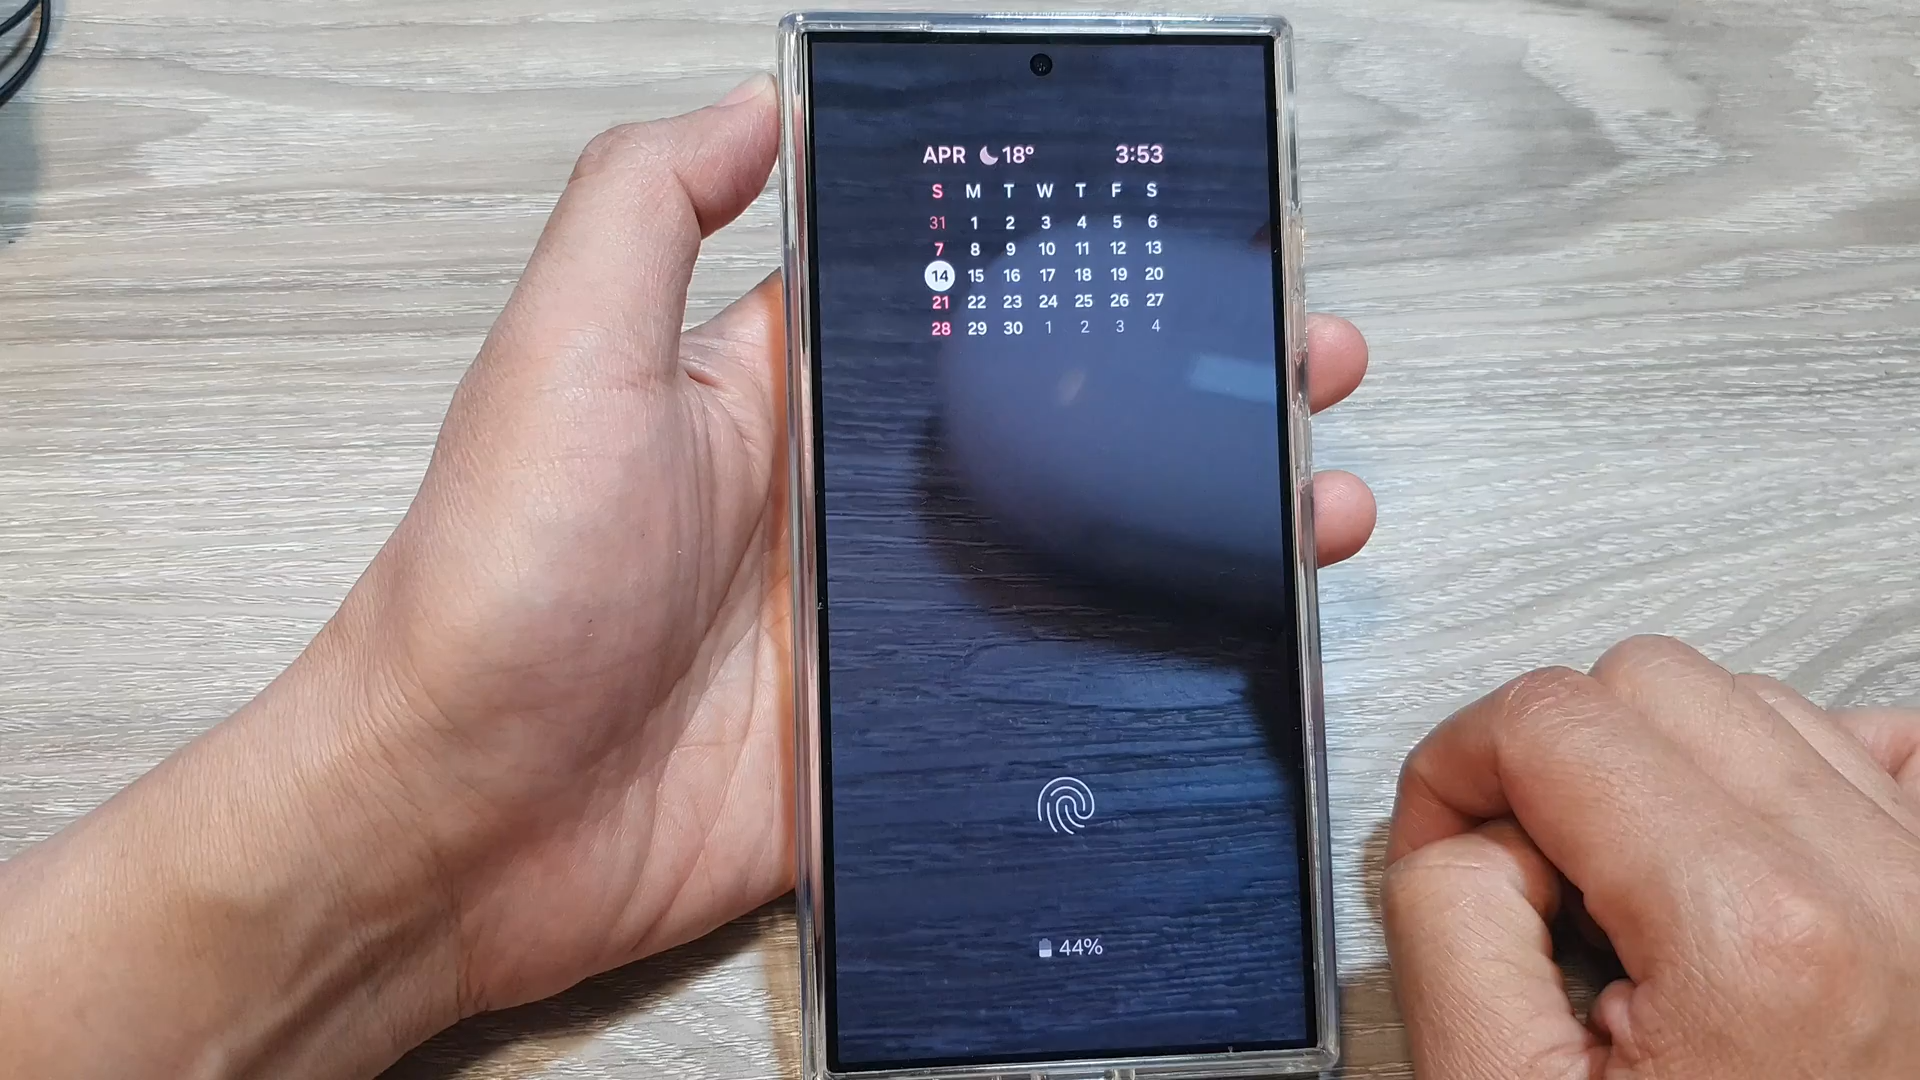 APR 18° 3:53
S M T W T F S
31 1 2 3 4 5 6
7 8 9 10 11 12 13
14 15 16 17 18 19 20
21 22 23 24 25 26 27
28 29 30 1 2 3 4
44%